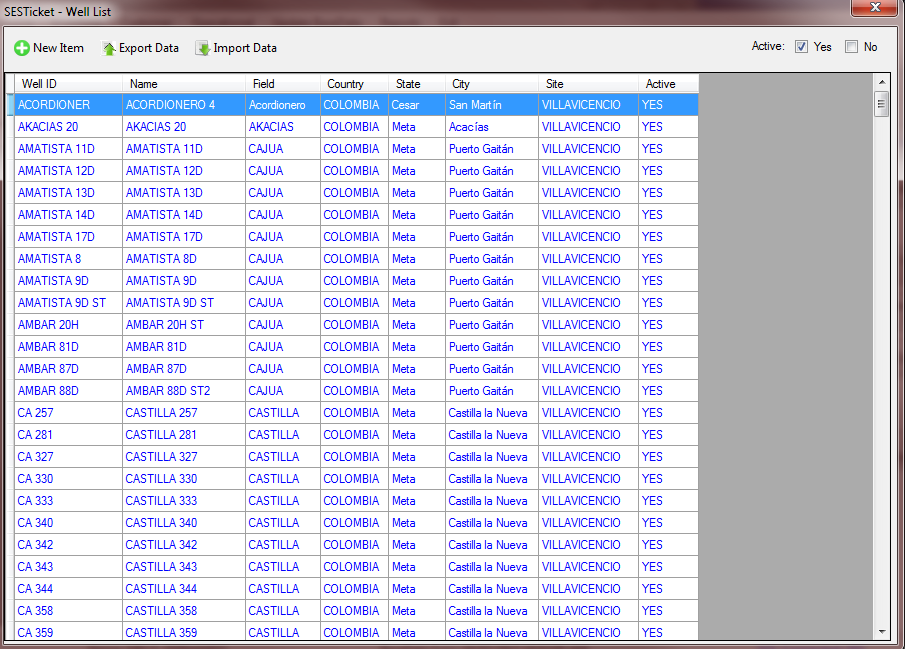 SESTicket - Well List
New Item Export Data Import Data Active: Yes No
Well ID Name Field Country State City Site Active
ACORDIONER ACORDIONERO 4 Acordionero COLOMBIA Cesar San Martín VILLAVICENCIO YES
AKACIAS 20 AKACIAS 20 AKACIAS COLOMBIA Meta Acacías VILLAVICENCIO YES
AMATISTA 11D AMATISTA 11D CAJUA COLOMBIA Meta Puerto Gaitán VILLAVICENCIO YES
AMATISTA 12D AMATISTA 12D CAJUA COLOMBIA Meta Puerto Gaitán VILLAVICENCIO YES
AMATISTA 13D AMATISTA 13D CAJUA COLOMBIA Meta Puerto Gaitán VILLAVICENCIO YES
AMATISTA 14D AMATISTA 14D CAJUA COLOMBIA Meta Puerto Gaitán VILLAVICENCIO YES
AMATISTA 17D AMATISTA 17D CAJUA COLOMBIA Meta Puerto Gaitán VILLAVICENCIO YES
AMATISTA 8 AMATISTA 8D CAJUA COLOMBIA Meta Puerto Gaitán VILLAVICENCIO YES
AMATISTA 9D AMATISTA 9D CAJUA COLOMBIA Meta Puerto Gaitán VILLAVICENCIO YES
AMATISTA 9D ST AMATISTA 9D ST CAJUA COLOMBIA Meta Puerto Gaitán VILLAVICENCIO YES
AMBAR 20H AMBAR 20H ST CAJUA COLOMBIA Meta Puerto Gaitán VILLAVICENCIO YES
AMBAR 81D AMBAR 81D CAJUA COLOMBIA Meta Puerto Gaitán VILLAVICENCIO YES
AMBAR 87D AMBAR 87D CAJUA COLOMBIA Meta Puerto Gaitán VILLAVICENCIO YES
AMBAR 88D AMBAR 88D ST2 CAJUA COLOMBIA Meta Puerto Gaitán VILLAVICENCIO YES
CA 257 CASTILLA 257 CASTILLA COLOMBIA Meta Castilla la Nueva VILLAVICENCIO YES
CA 281 CASTILLA 281 CASTILLA COLOMBIA Meta Castilla la Nueva VILLAVICENCIO YES
CA 327 CASTILLA 327 CASTILLA COLOMBIA Meta Castilla la Nueva VILLAVICENCIO YES
CA 330 CASTILLA 330 CASTILLA COLOMBIA Meta Castilla la Nueva VILLAVICENCIO YES
CA 333 CASTILLA 333 CASTILLA COLOMBIA Meta Castilla la Nueva VILLAVICENCIO YES
CA 340 CASTILLA 340 CASTILLA COLOMBIA Meta Castilla la Nueva VILLAVICENCIO YES
CA 342 CASTILLA 342 CASTILLA COLOMBIA Meta Castilla la Nueva VILLAVICENCIO YES
CA 343 CASTILLA 343 CASTILLA COLOMBIA Meta Castilla la Nueva VILLAVICENCIO YES
CA 344 CASTILLA 344 CASTILLA COLOMBIA Meta Castilla la Nueva VILLAVICENCIO YES
CA 358 CASTILLA 358 CASTILLA COLOMBIA Meta Castilla la Nueva VILLAVICENCIO YES
CA 359 CASTILLA 359 CASTILLA COLOMBIA Meta Castilla la Nueva VILLAVICENCIO YES